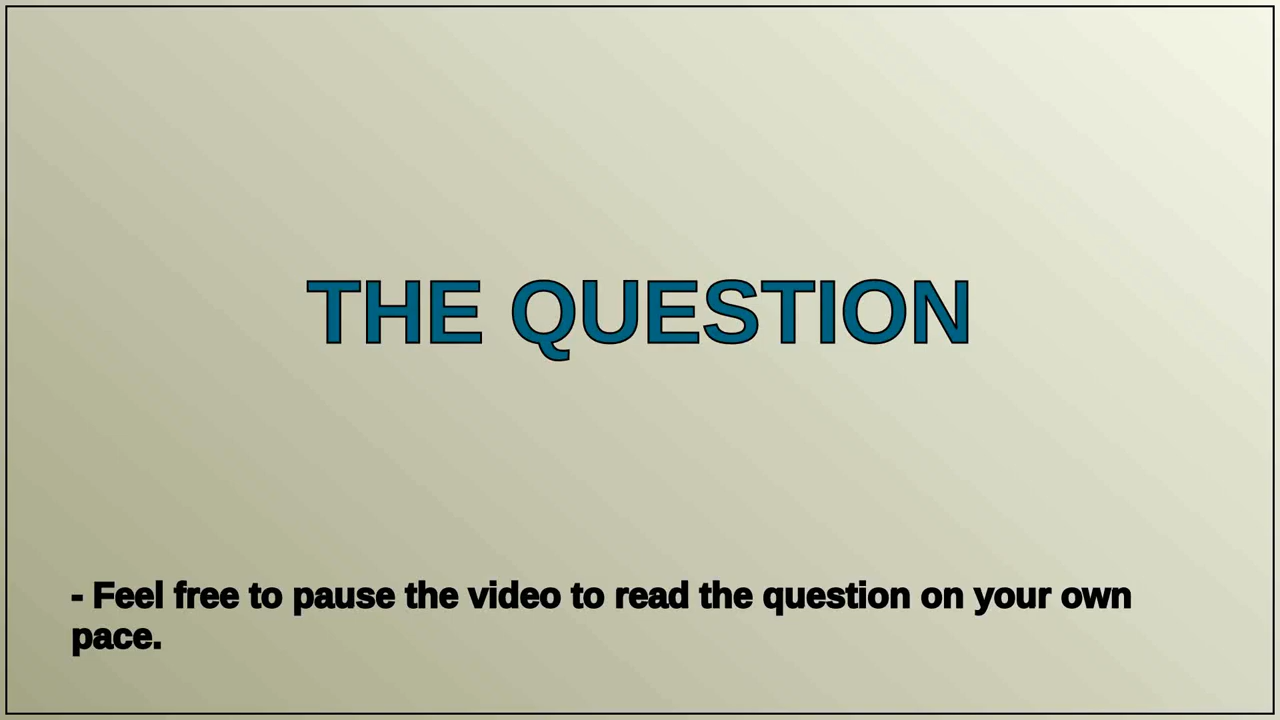 THE QUESTION
- Feel free to pause the video to read the question on your own
pace.